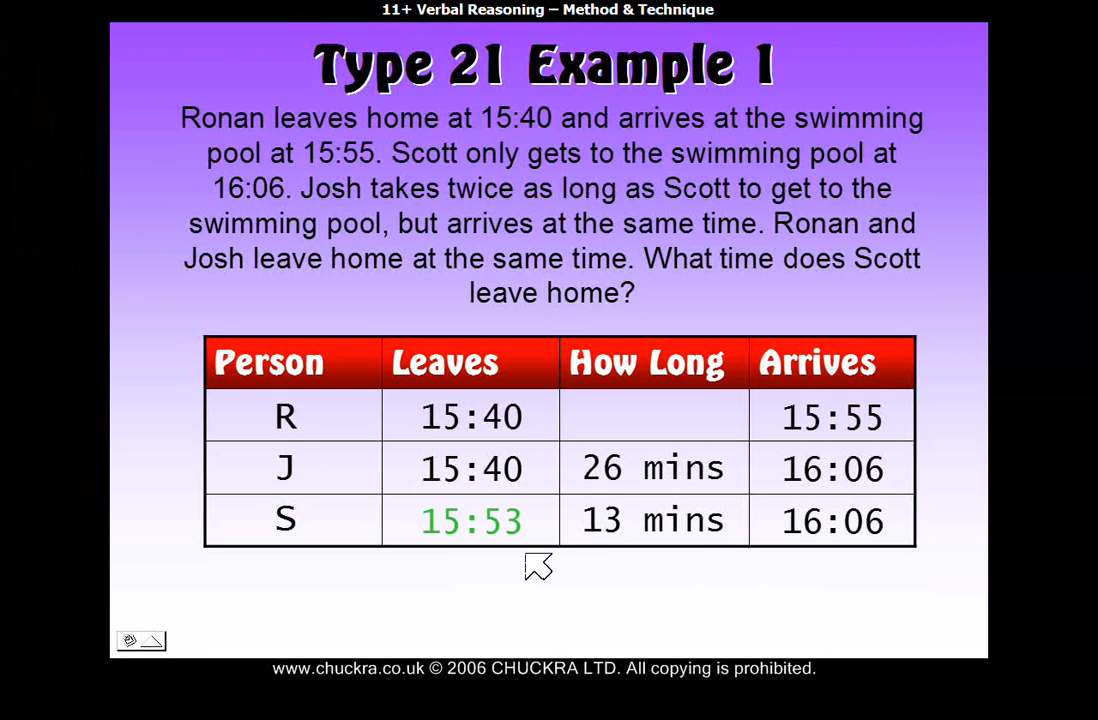 11+ Verbal Reasoning – Method & Technique
Type 21 Example 1
Ronan leaves home at 15:40 and arrives at the swimming
pool at 15:55. Scott only gets to the swimming pool at
16:06. Josh takes twice as long as Scott to get to the
swimming pool, but arrives at the same time. Ronan and
Josh leave home at the same time. What time does Scott
leave home?
Person Leaves How Long Arrives
R 15:40 15:55
J 15:40 26 mins 16:06
S 15:53 13 mins 16:06
www.chuckra.co.uk © 2006 CHUCKRA LTD. All copying is prohibited.